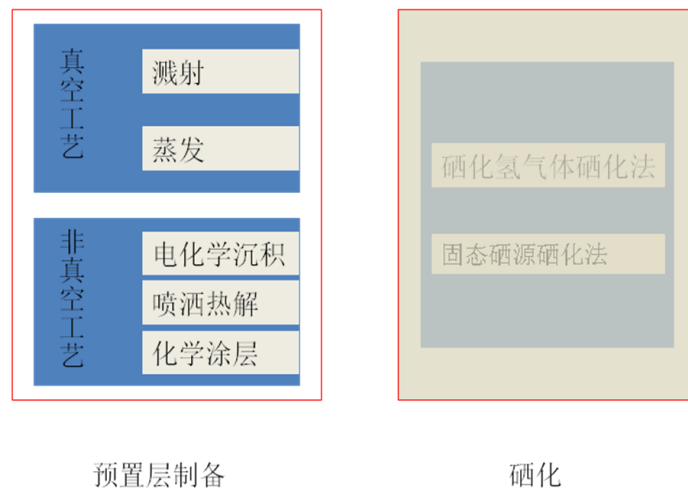 真空工艺
溅射
蒸发
非真空工艺
电化学沉积
喷洒热解
化学涂层
预置层制备
硒化氢气体硒化法
固态硒源硒化法
硒化